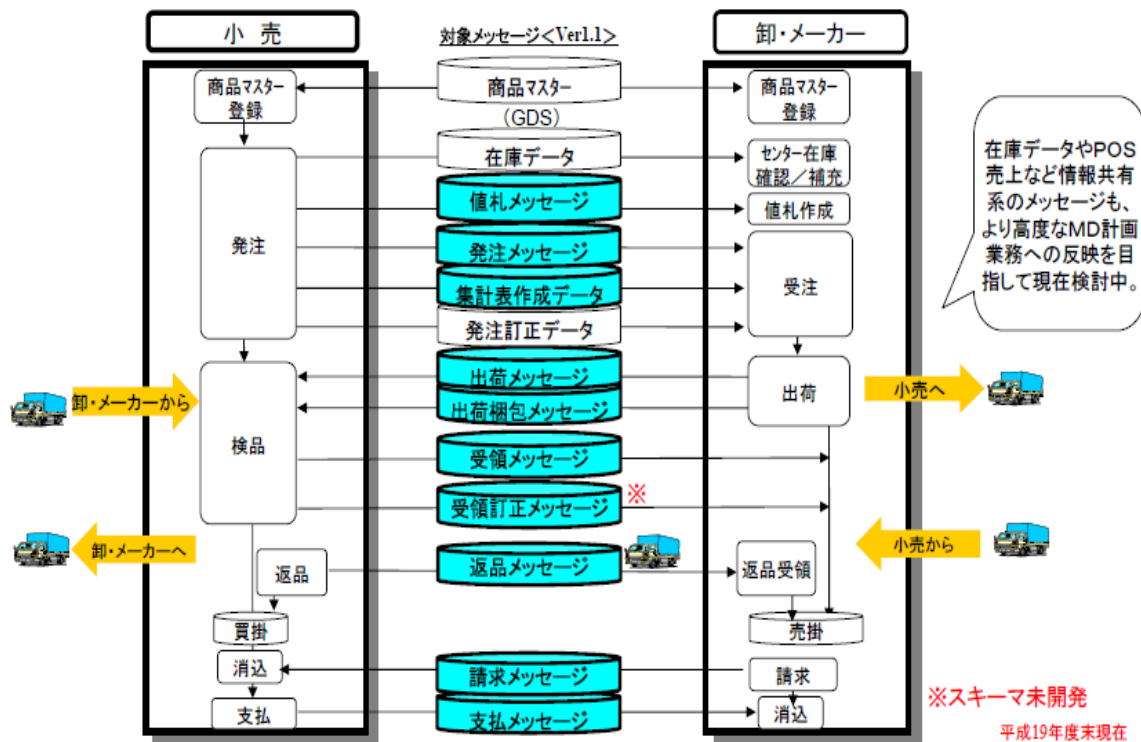 小 売
対象メッセージ<Ver1.1>
卸・メーカー
商品マスター
登録
商品マスター
(GDS)
商品マスター
登録
在庫データ
センター在庫
確認/補充
在庫データやPOS
売上など情報共有
系のメッセージも、
より高度なMD計画
業務への反映を目
指して現在検討中。
値札メッセージ
値札作成
発注
発注メッセージ
集計表作成データ
受注
発注訂正データ
出荷メッセージ
出荷梱包メッセージ
出荷
卸・メーカーから
小売へ
検品
受領メッセージ
受領訂正メッセージ
※
卸・メーカーへ
小売から
返品
返品メッセージ
返品受領
買掛
売掛
消込
請求メッセージ
請求
支払
支払メッセージ
消込
※スキーマ未開発
平成19年度末現在